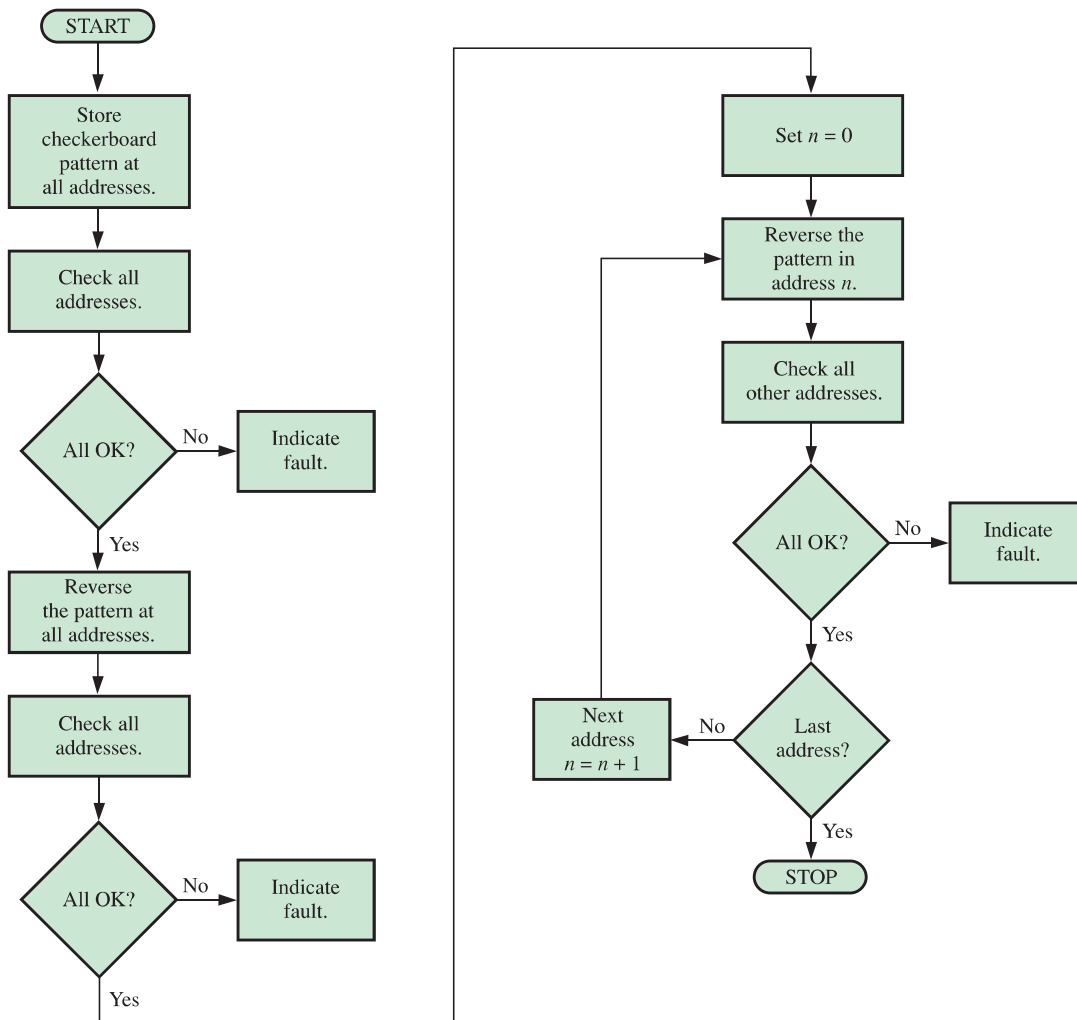 START
Store
checkerboard
pattern at
all addresses.
Check all
addresses.
All OK?
No
Indicate
fault.
Yes
Reverse
the pattern at
all addresses.
Check all
addresses.
All OK?
No
Indicate
fault.
Yes
Set n = 0
Reverse the
pattern in
address n.
Check all
other addresses.
All OK?
No
Indicate
fault.
Yes
Last
address?
No
Next
address
n = n + 1
Yes
STOP